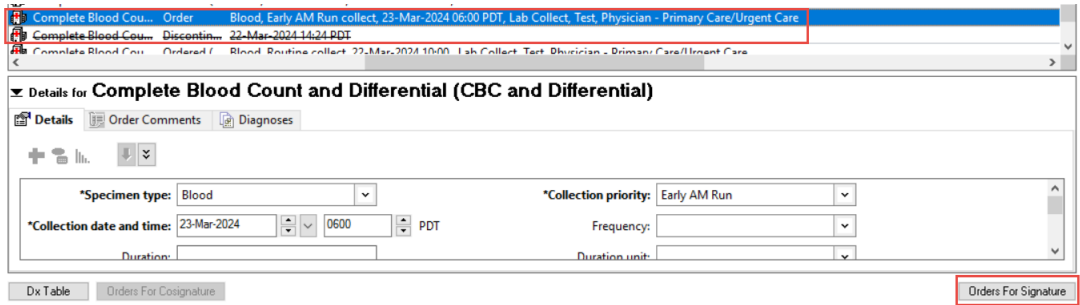 Complete Blood Cou... Order Blood, Early AM Run collect, 23-Mar-2024 06:00 PDT, Lab Collect, Test, Physician - Primary Care/Urgent Care
Complete Blood Cou... Discontin... 22-Mar-2024 14:24 PDT
Complete Blood Cou... Ordered (... Blood, Routine collect, 22-Mar-2024 10:00, Lab Collect, Test, Physician - Primary Care/Urgent Care
Details for Complete Blood Count and Differential (CBC and Differential)
Details Order Comments Diagnoses
*Specimen type: Blood *Collection priority: Early AM Run
*Collection date and time: 23-Mar-2024 0600 PDT Frequency:
Duration: Duration unit:
Dx Table Orders For Cosignature Orders For Signature